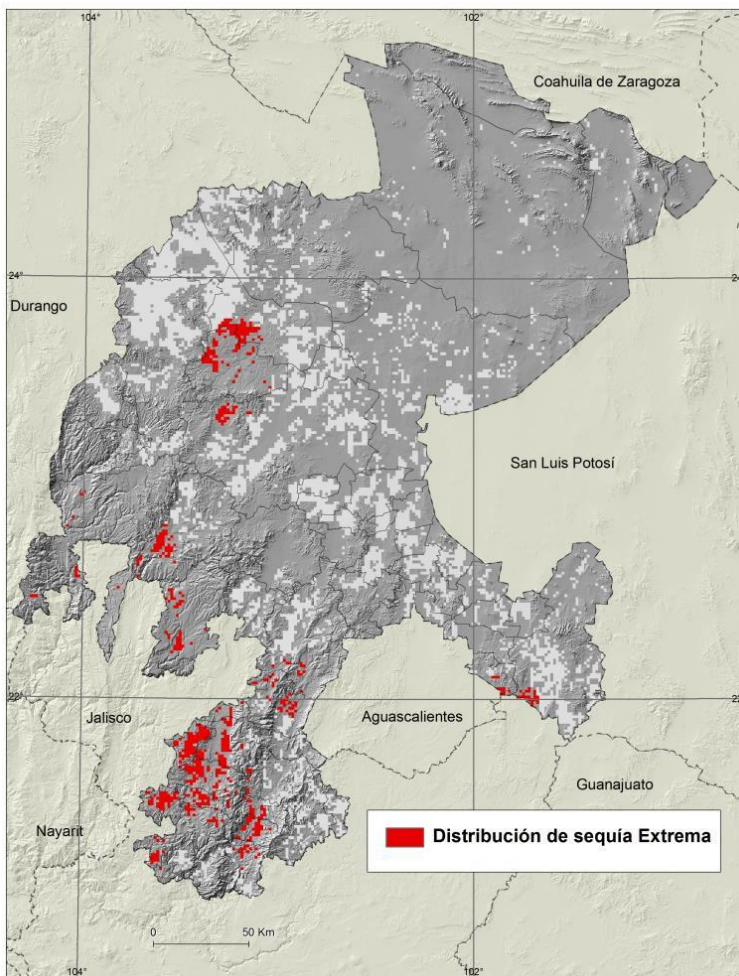 104°
102°
Coahuila de Zaragoza
24°
24
Durango
San Luis Potosí
22°
22
Jalisco
Aguascalientes
Guanajuato
Nayarit
Distribución de sequía Extrema
0 50 Km
104°
102°